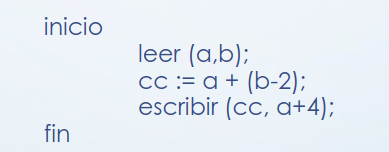 inicio
leer (a,b);
cc := a + (b-2);
escribir (cc, a+4);
fin